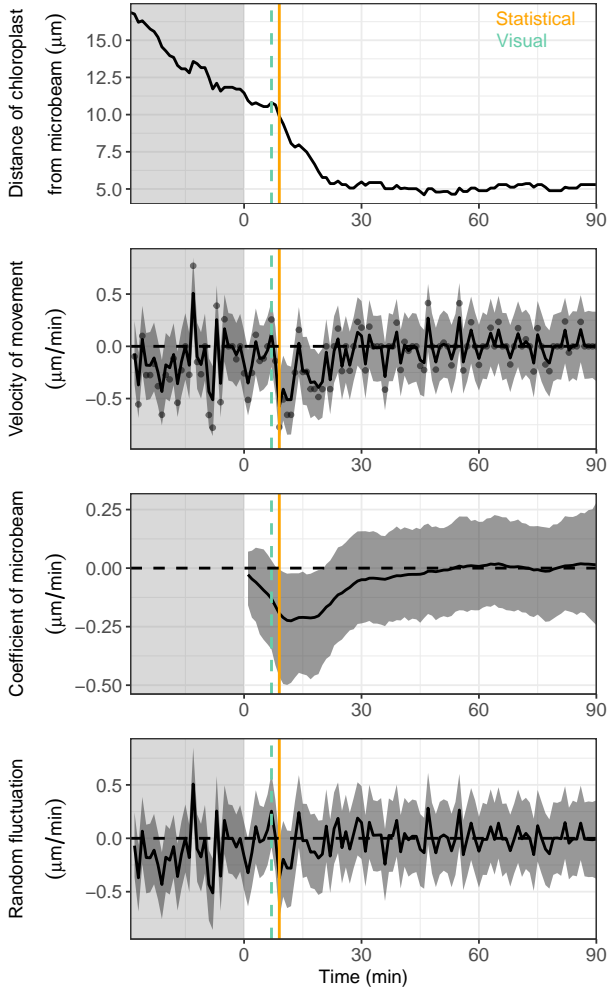 Distance of chloroplast
from microbeam (μm)
15.0
12.5
10.0
7.5
5.0
Statistical
Visual
0
30
60
90
Velocity of movement
(μm/min)
0.5
0.0
−0.5
0
30
60
90
Coefficient of microbeam
(μm/min)
0.25
0.00
−0.25
−0.50
0
30
60
90
Random fluctuation
(μm/min)
0.5
0.0
−0.5
0
30
60
90
Time (min)